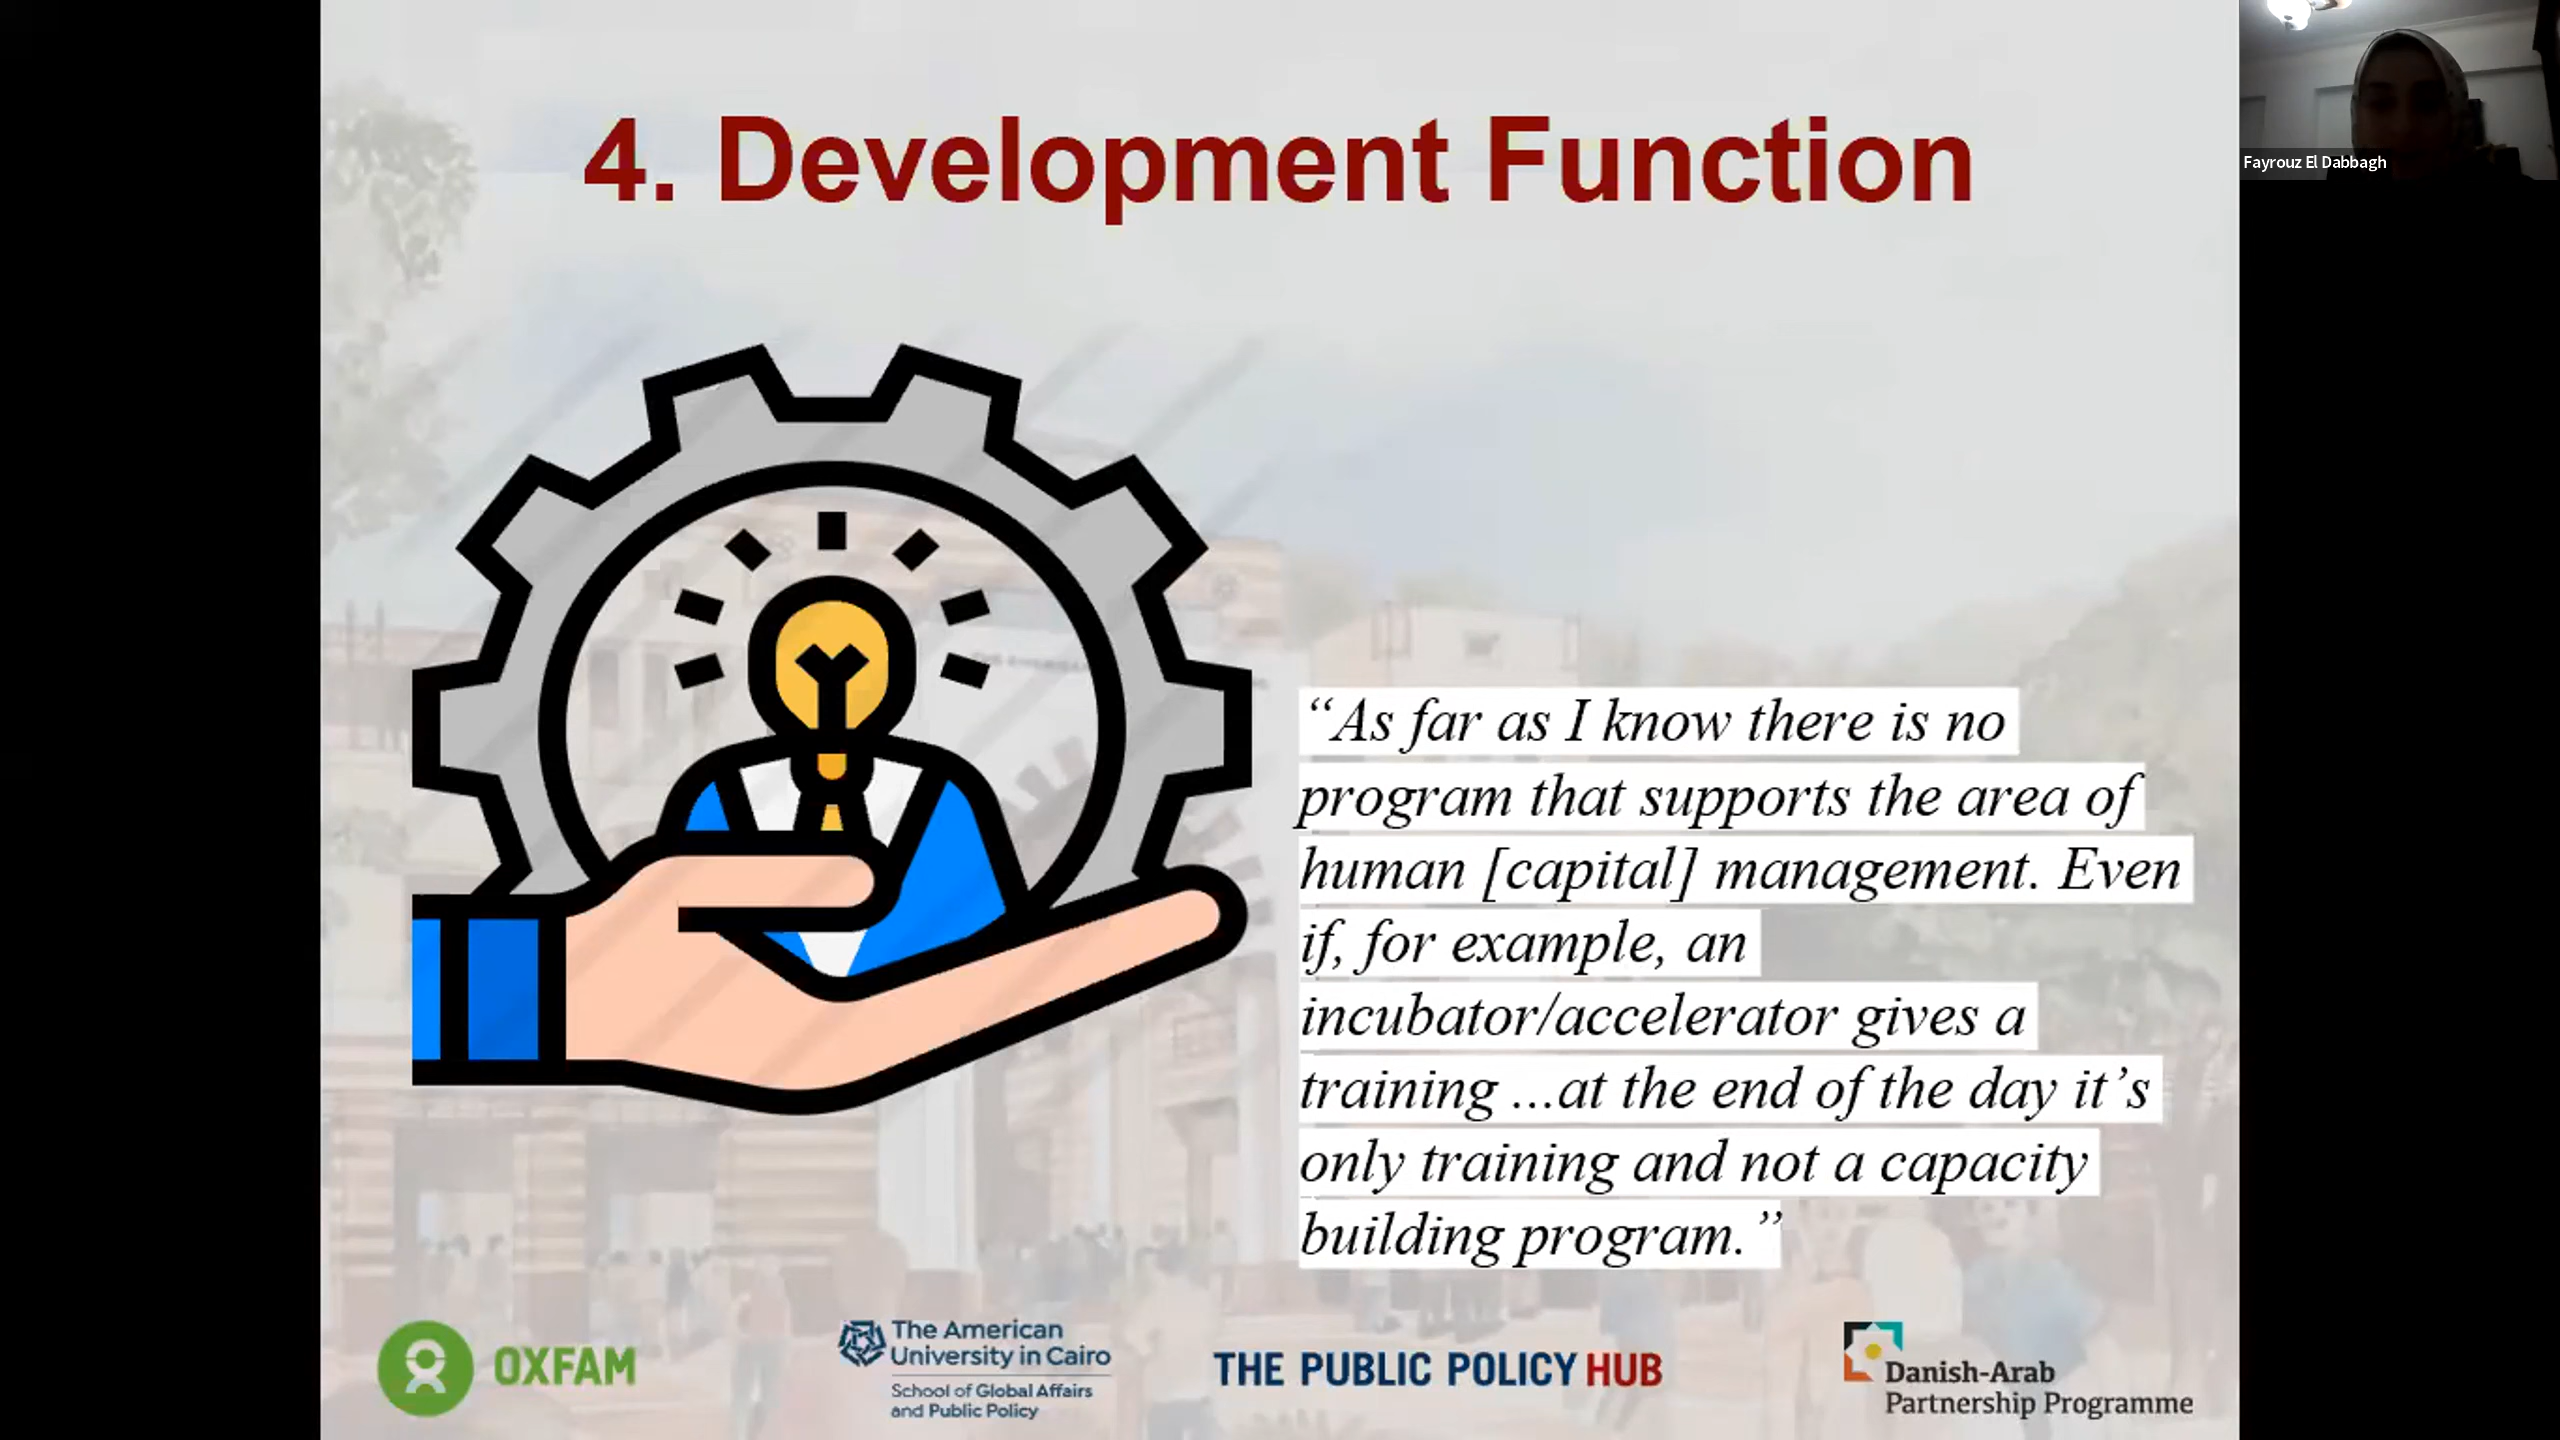 4. Development Function
Fayrouz El Dabbagh
“As far as I know there is no
program that supports the area of
human [capital] management. Even
if, for example, an
incubator/accelerator gives a
training ...at the end of the day it’s
only training and not a capacity
building program.”
OXFAM
The American
University in Cairo
School of Global Affairs
and Public Policy
THE PUBLIC POLICY HUB
Danish-Arab
Partnership Programme